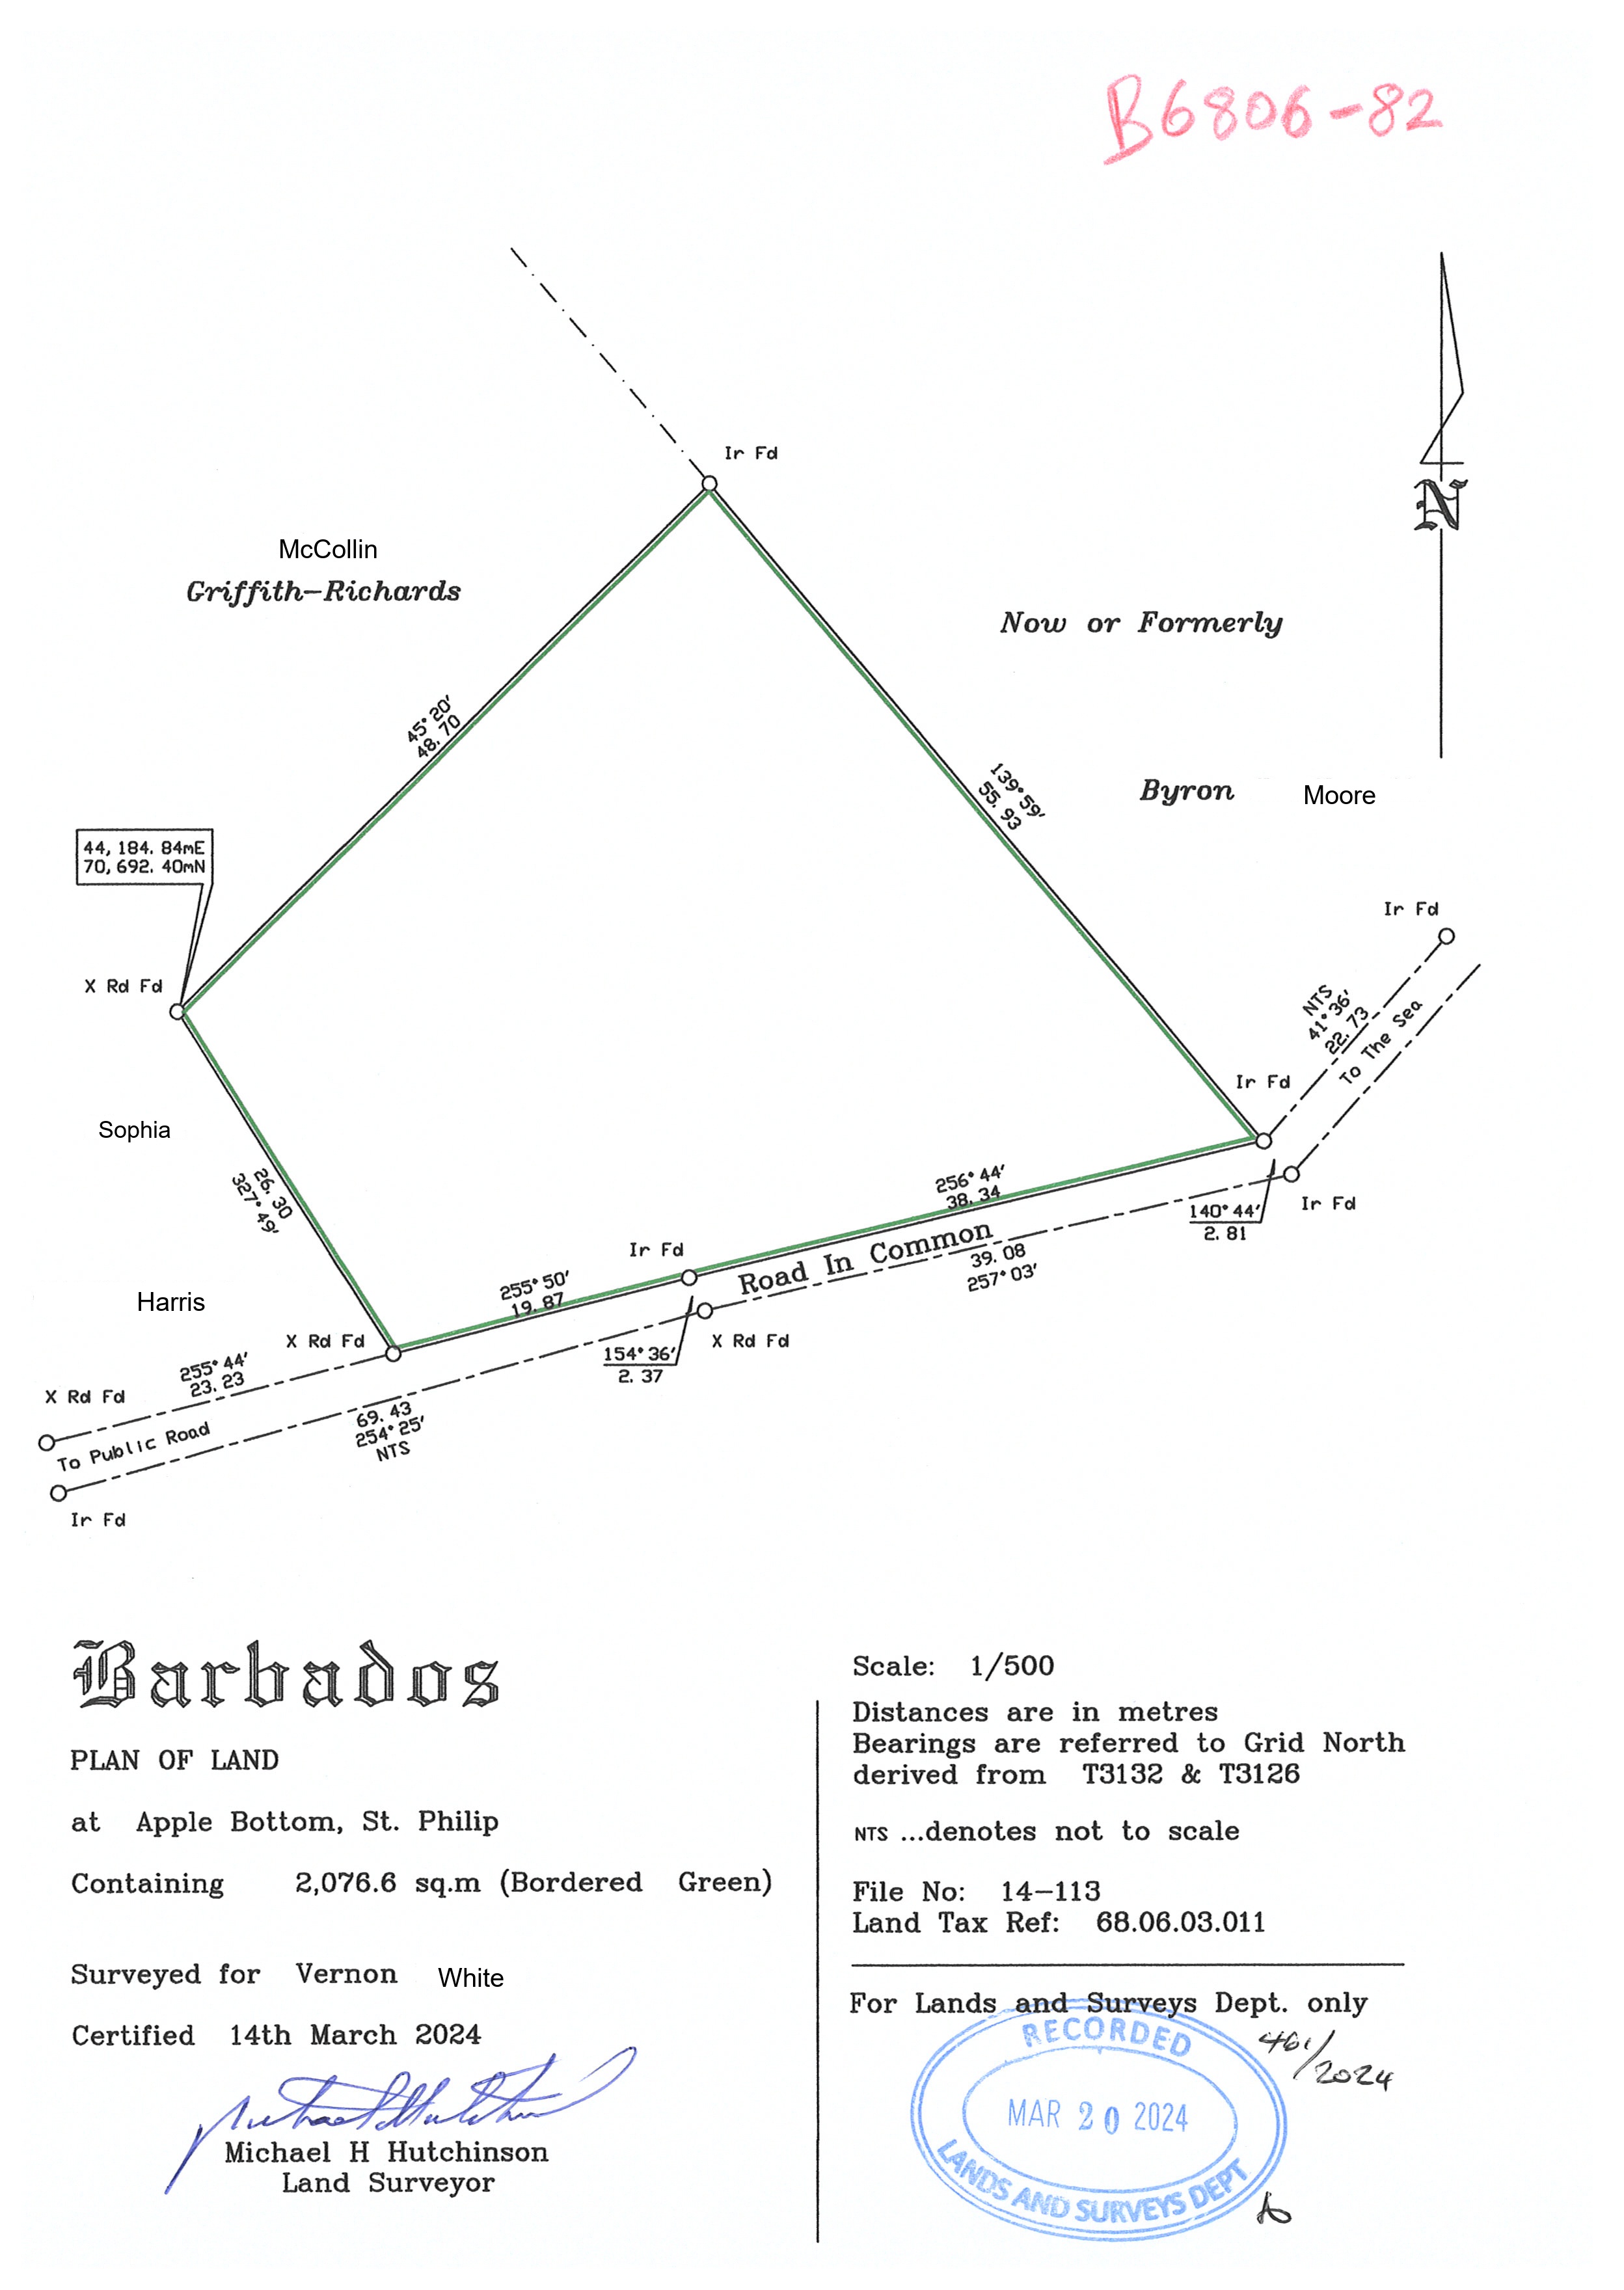 B6806-82
Ir Fd
McCollin
Griffith-Richards
N
Now or Formerly
45° 20'
48. 70
139° 59'
55. 93
Byron Moore
44, 184. 84mE
70, 692. 40mN
Ir Fd
X Rd Fd
NTS
41° 36'
22. 73
To The Sea
Ir Fd
Sophia
26. 30
327° 49'
256° 44'
38. 34
140° 44'
2. 81
Ir Fd
Ir Fd
Road In Common
39. 08
257° 03'
255° 50'
19. 87
Harris
X Rd Fd
X Rd Fd
154° 36'
2. 37
255° 44'
23. 23
X Rd Fd
69. 43
254° 25'
NTS
To Public Road
Ir Fd
Barbados
PLAN OF LAND
at Apple Bottom, St. Philip
Containing 2,076.6 sq.m (Bordered Green)
Surveyed for Vernon White
Certified 14th March 2024
Michael H Hutchinson
Land Surveyor
Scale: 1/500
Distances are in metres
Bearings are referred to Grid North
derived from T3132 & T3126
NTS ...denotes not to scale
File No: 14-113
Land Tax Ref: 68.06.03.011
For Lands and Surveys Dept. only
RECORDED
461/2024
MAR 20 2024
LANDS AND SURVEYS DEPT